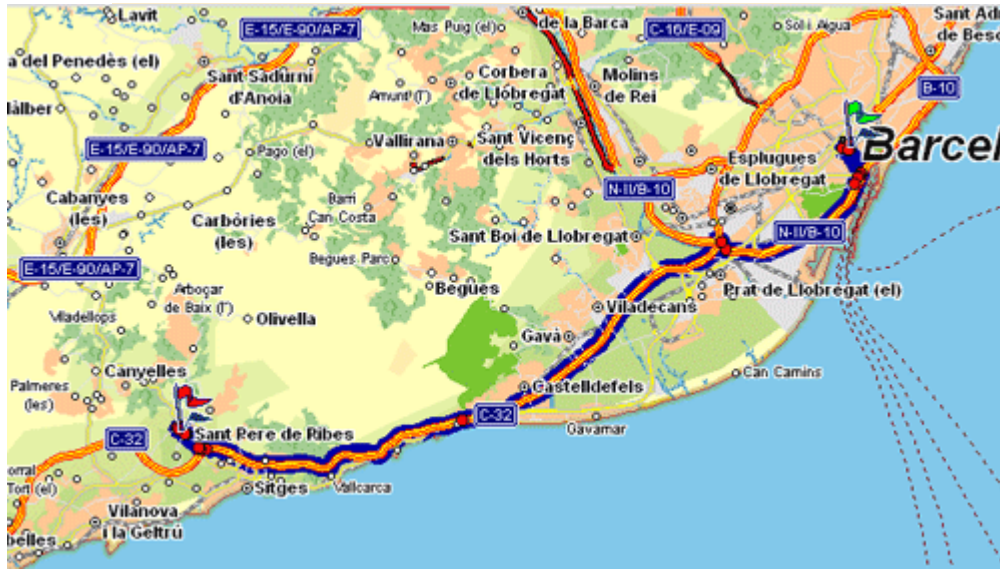 Lavit
E-15/E-90/AP-7
Mas Puig (el)
de la Barca
C-16/E-09
Sòl i Aigua
Sant Ad
de Besc
a del Penedès (el)
Sant Sadurní
d'Anoia
Corbera
de Llobregat
Molins
de Rei
B-10
àlber
Amunt (l')
Vallirana
Sant Vicenç
dels Horts
E-15/E-90/AP-7
Pago (el)
Barcel
Esplugues
de Llobregat
N-II/B-10
Cabanyes
(les)
Barri
Can Costa
Carbòries
(les)
Sant Boi de Llobregat
N-II/B-10
Begues Parc
E-15/E-90/AP-7
Arboçar
de Baix (l')
Begues
Prat de Llobregat (el)
Viladellops
Olivella
Viladecans
Gavà
Canyelles
Can Camins
Palmeres
(les)
Castelldefels
C-32
Gavamar
Sant Pere de Ribes
C-32
orral
Tort (el)
Sitges
Vallcarca
Vilanova
i la Geltrú
belles